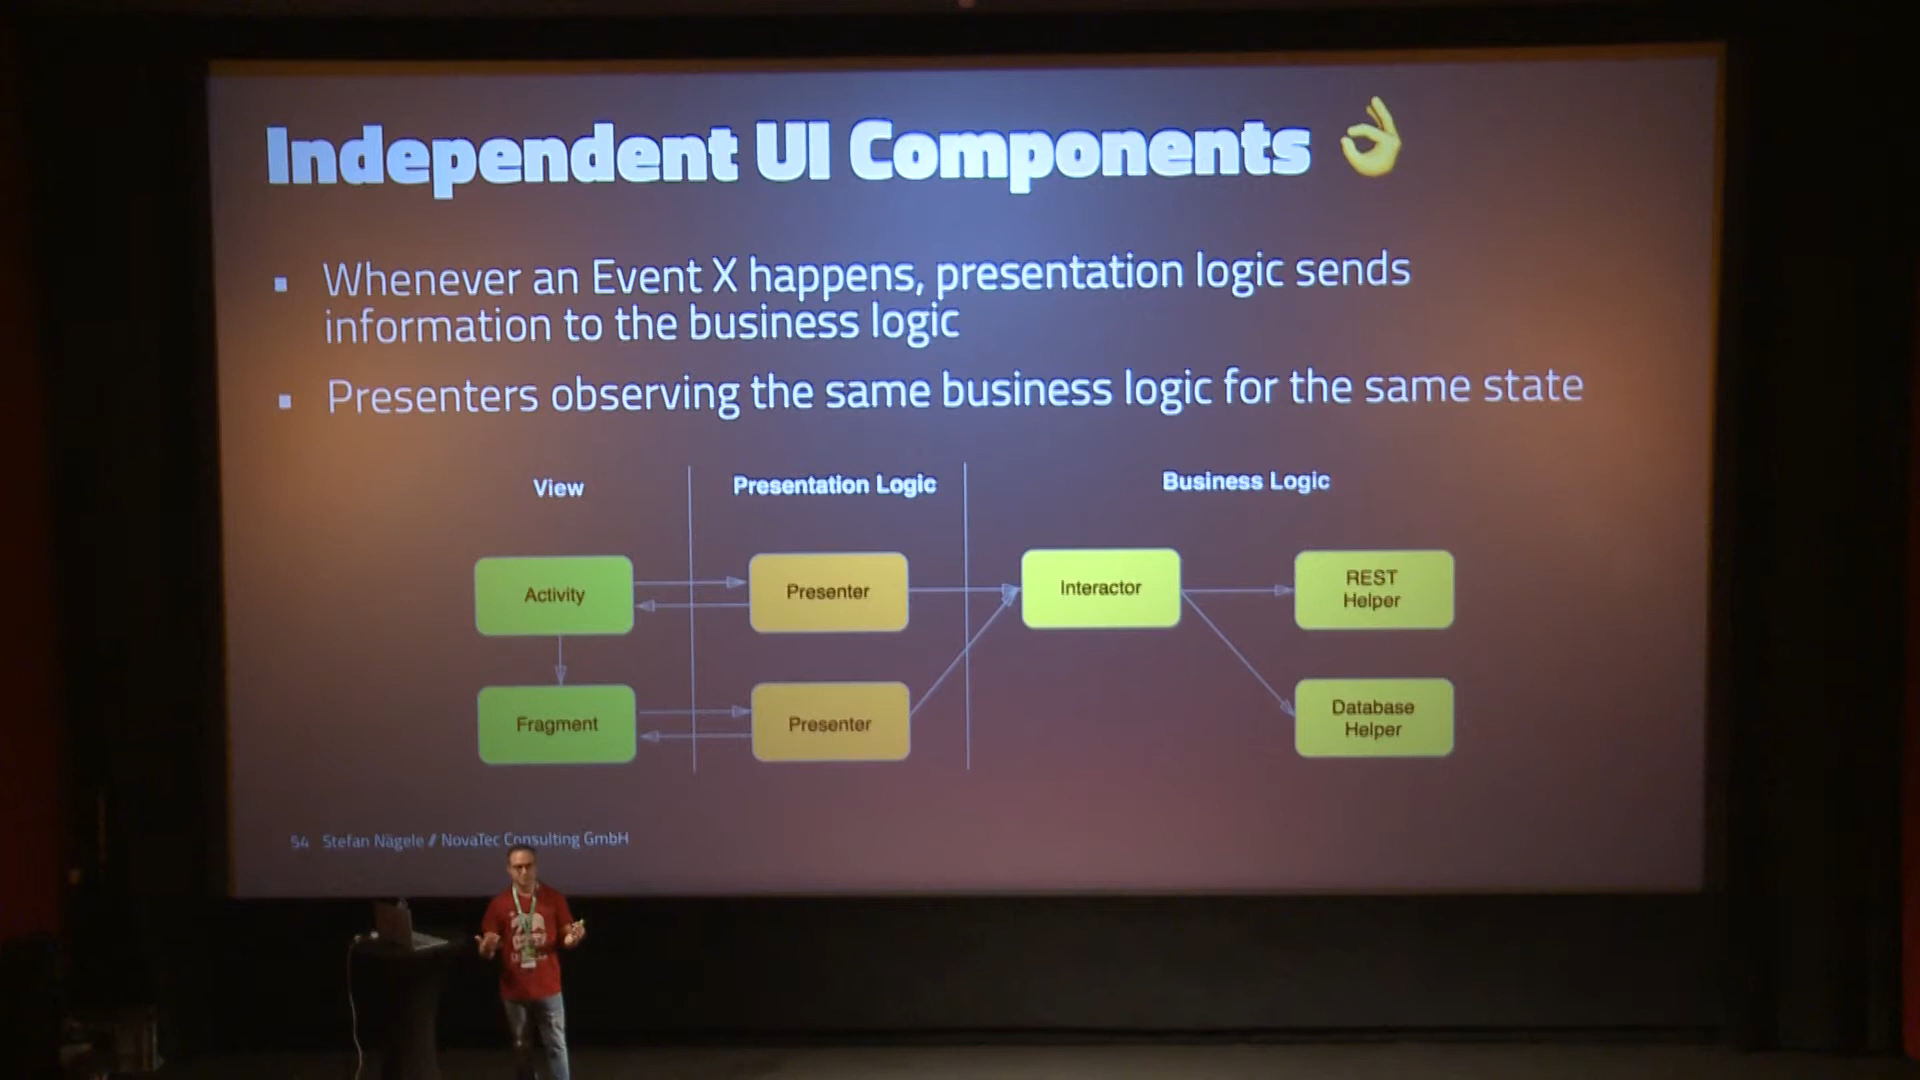 Independent UI Components 👌
Whenever an Event X happens, presentation logic sends
information to the business logic
Presenters observing the same business logic for the same state
View
Presentation Logic
Business Logic
Activity
Presenter
Interactor
REST
Helper
Fragment
Presenter
Database
Helper
54 Stefan Nägele // NovaTec Consulting GmbH